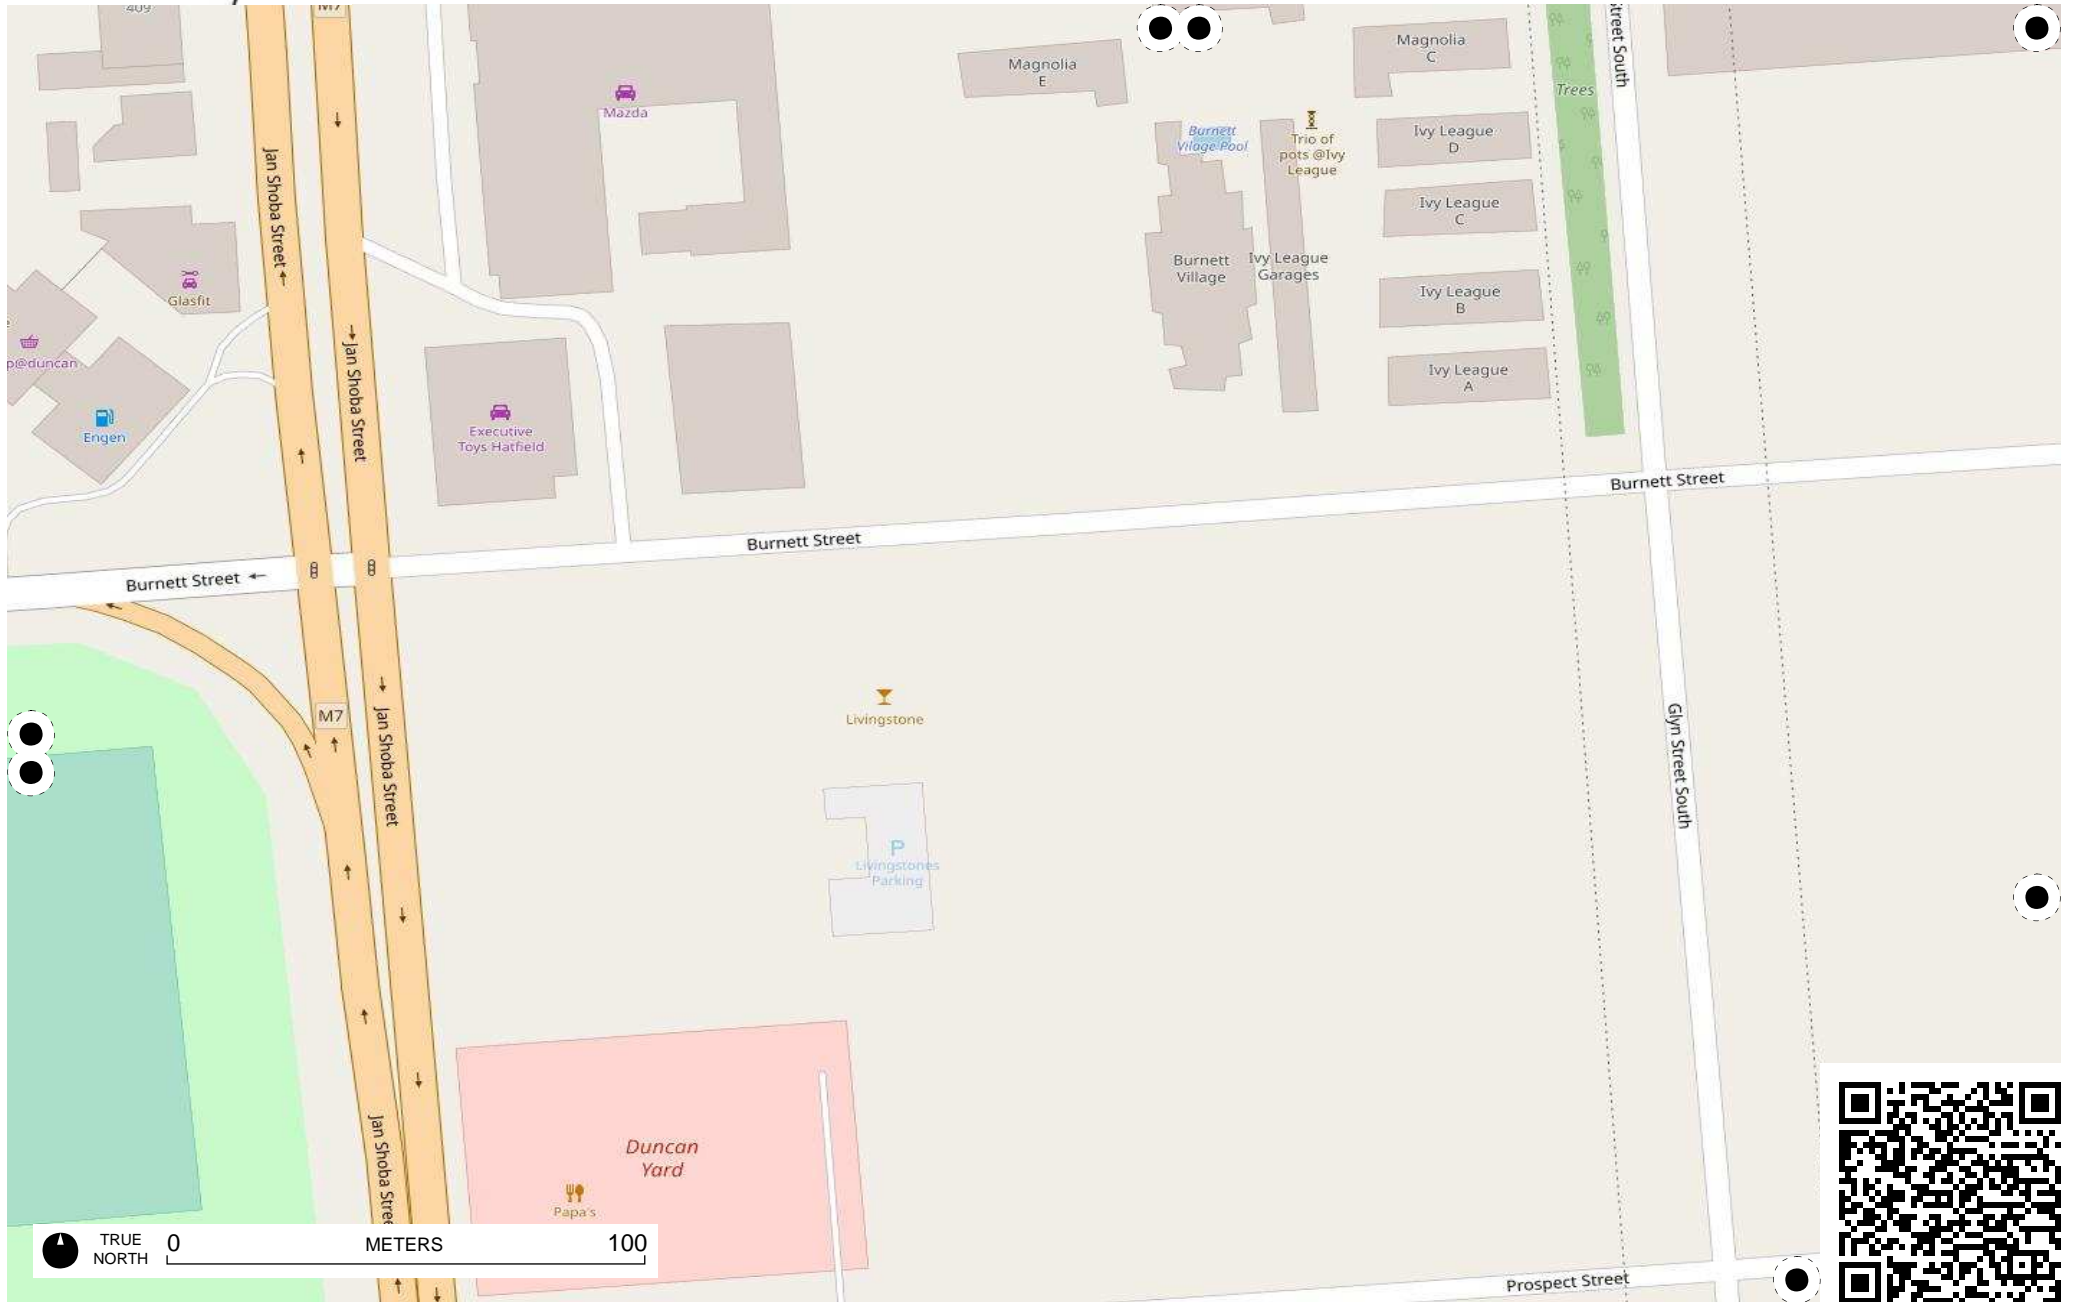 409
M7
Mazda
Magnolia
E
Magnolia
C
Street South
Trees
Jan Shoba Street
Burnett
Vilage Pool
Trio of
pots @Ivy
League
Ivy League
D
Ivy League
C
Burnett
Village
Ivy League
Garages
Ivy League
B
Glasfit
p@duncan
Jan Shoba Street
Ivy League
A
Engen
Executive
Toys Hatfield
Burnett Street
Burnett Street
Burnett Street
M7
Livingstone
Jan Shoba Street
Glyn Street South
P
Livingstones
Parking
Duncan
Yard
Jan Shoba Stree
Papa's
TRUE
NORTH
0 METERS 100
Prospect Street